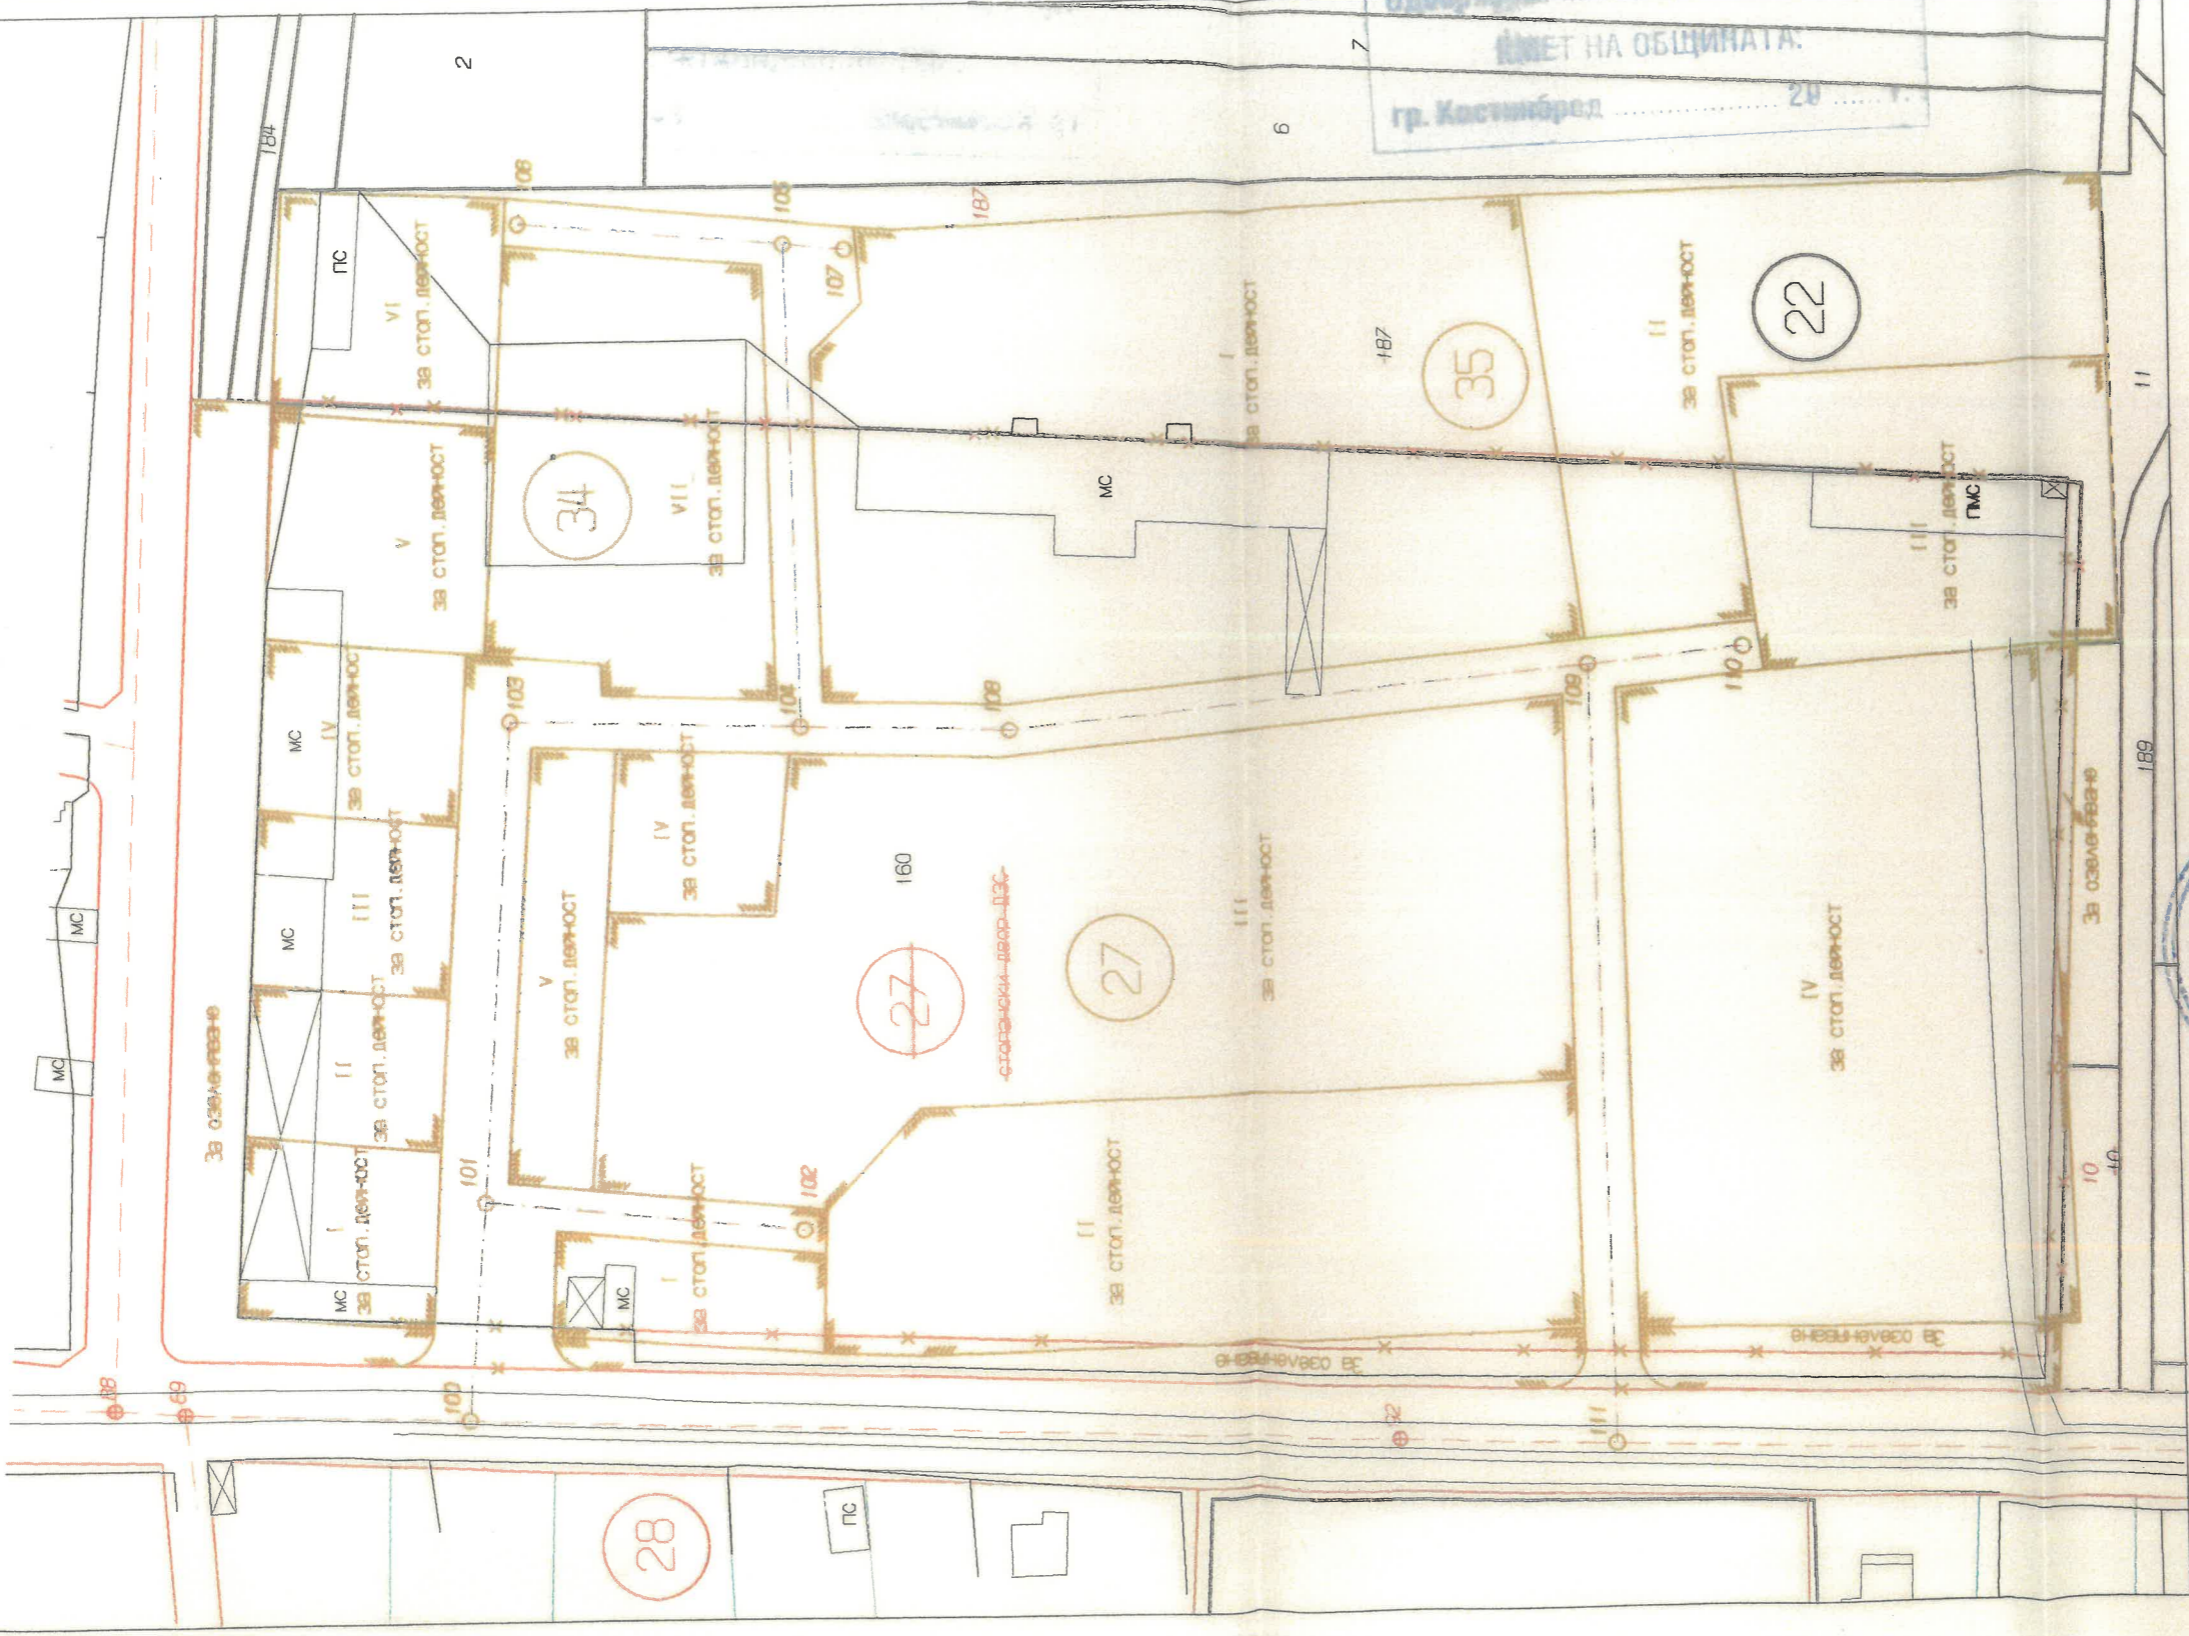 КМЕТ НА ОБЩИНАТА:
гр. Костинброд .................. 20 ...... г.
2
7
6
184
187
187
11
189
10
10
160
106
105
107
103
104
108
109
110
101
102
100
111
88
89
92
22
35
34
27
27
28
стопански двор ДЗС
ПС
VI
за стоп. дейност
V
за стоп. дейност
VII
за стоп. дейност
I
за стоп. дейност
II
за стоп. дейност
III
за стоп. дейност
ПМС
МС
МС
IV
за стоп. дейност
МС
III
за стоп. дейност
II
за стоп. дейност
I
за стоп. дейност
МС
IV
за стоп. дейност
V
за стоп. дейност
III
за стоп. дейност
II
за стоп. дейност
I
за стоп. дейност
МС
IV
за стоп. дейност
За озеленяване
За озеленяване
За озеленяване
За озеленяване
МС
МС
ПС